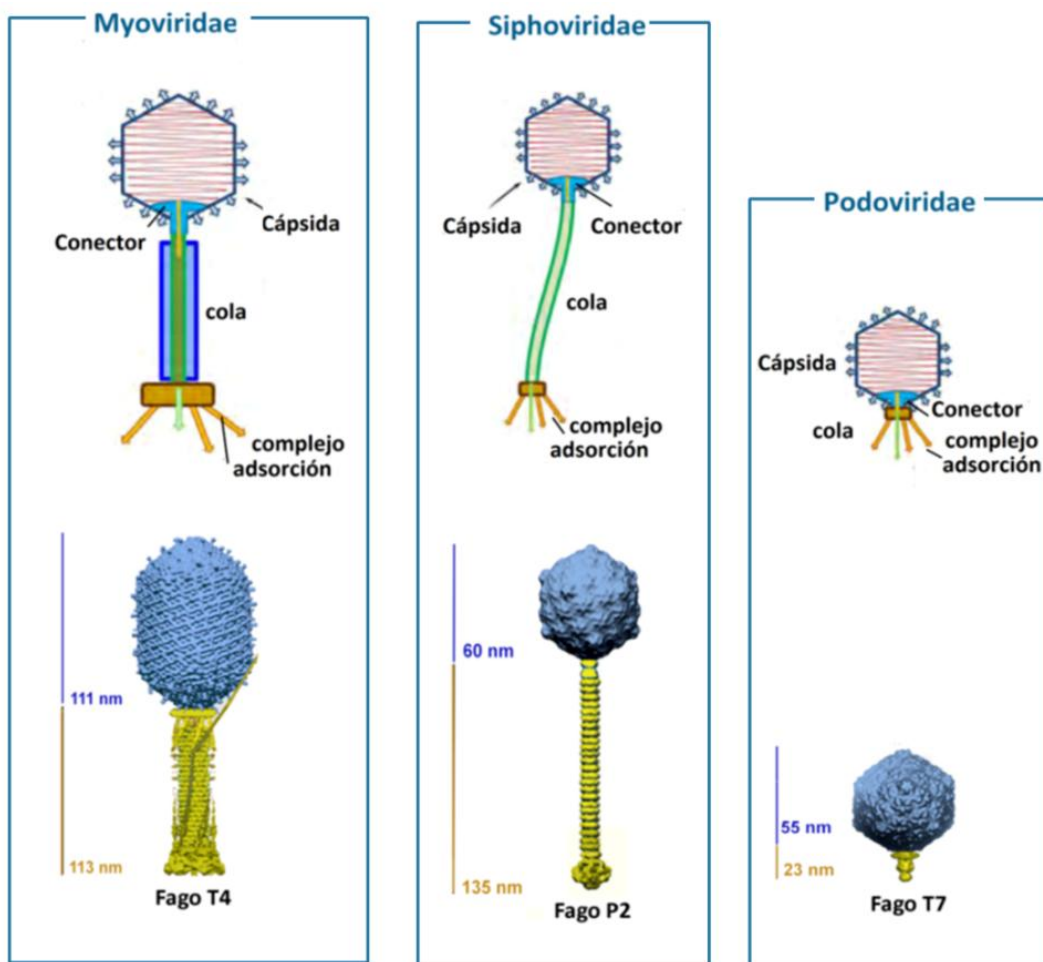 Myoviridae
Cápsida
Conector
cola
complejo
adsorción
111 nm
113 nm
Fago T4
Siphoviridae
Cápsida
Conector
cola
complejo
adsorción
60 nm
135 nm
Fago P2
Podoviridae
Cápsida
Conector
cola
complejo
adsorción
55 nm
23 nm
Fago T7